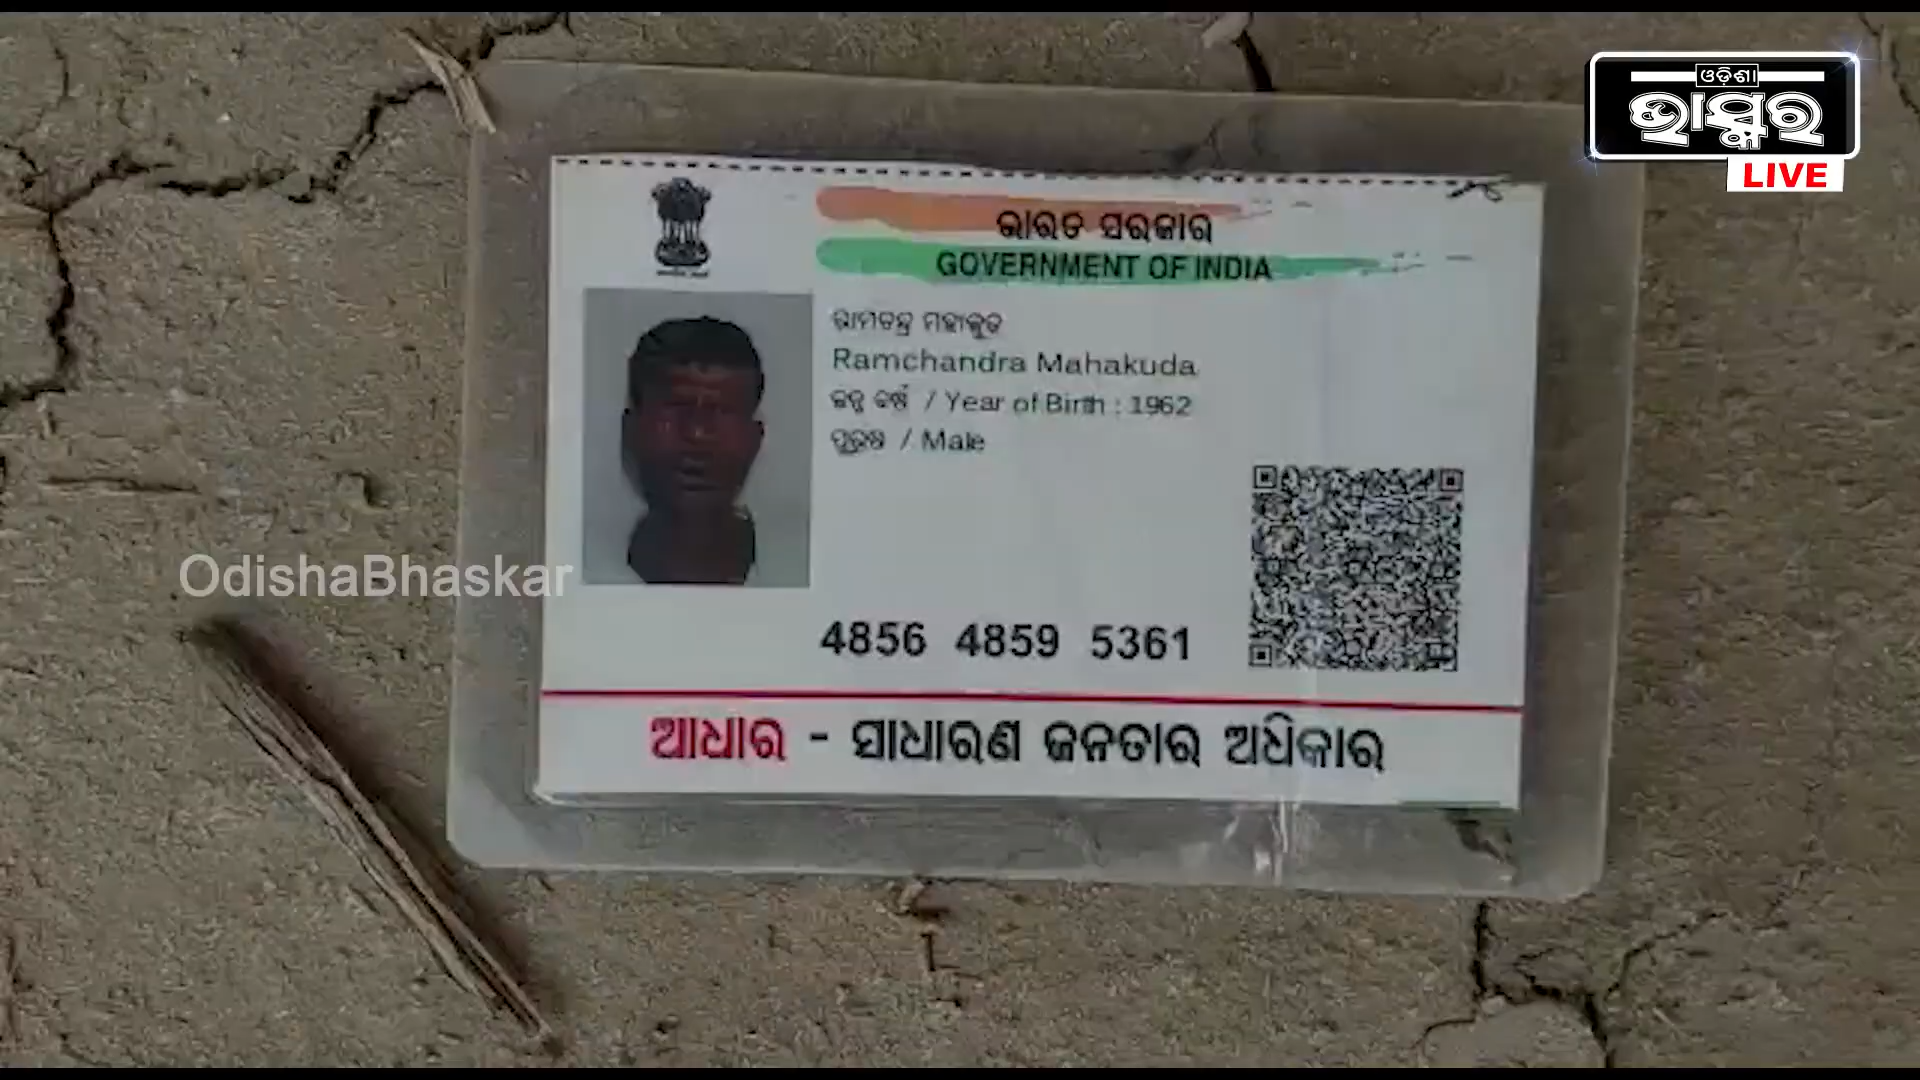 ଓଡ଼ିଶା
ଭାସ୍କର
LIVE
ଭାରତ ସରକାର
GOVERNMENT OF INDIA
ରାମଚନ୍ଦ୍ର ମହାକୁଡ
Ramchandra Mahakuda
ଜନ୍ମ ବର୍ଷ / Year of Birth : 1962
ପୁରୁଷ / Male
OdishaBhaskar
4856 4859 5361
ଆଧାର - ସାଧାରଣ ଜନତାର ଅଧିକାର